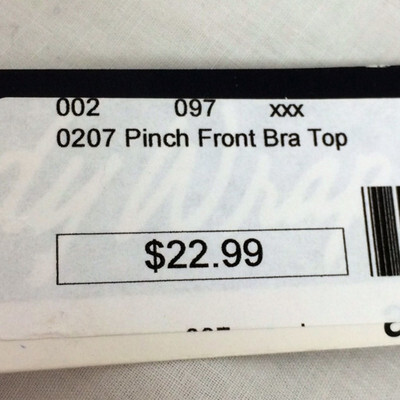 002 097 xxx
0207 Pinch Front Bra Top
$22.99